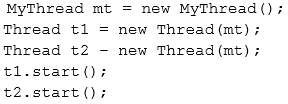 MyThread mt = new MyThread();
Thread t1 = new Thread(mt);
Thread t2 – new Thread(mt);
t1.start();
t2.start();